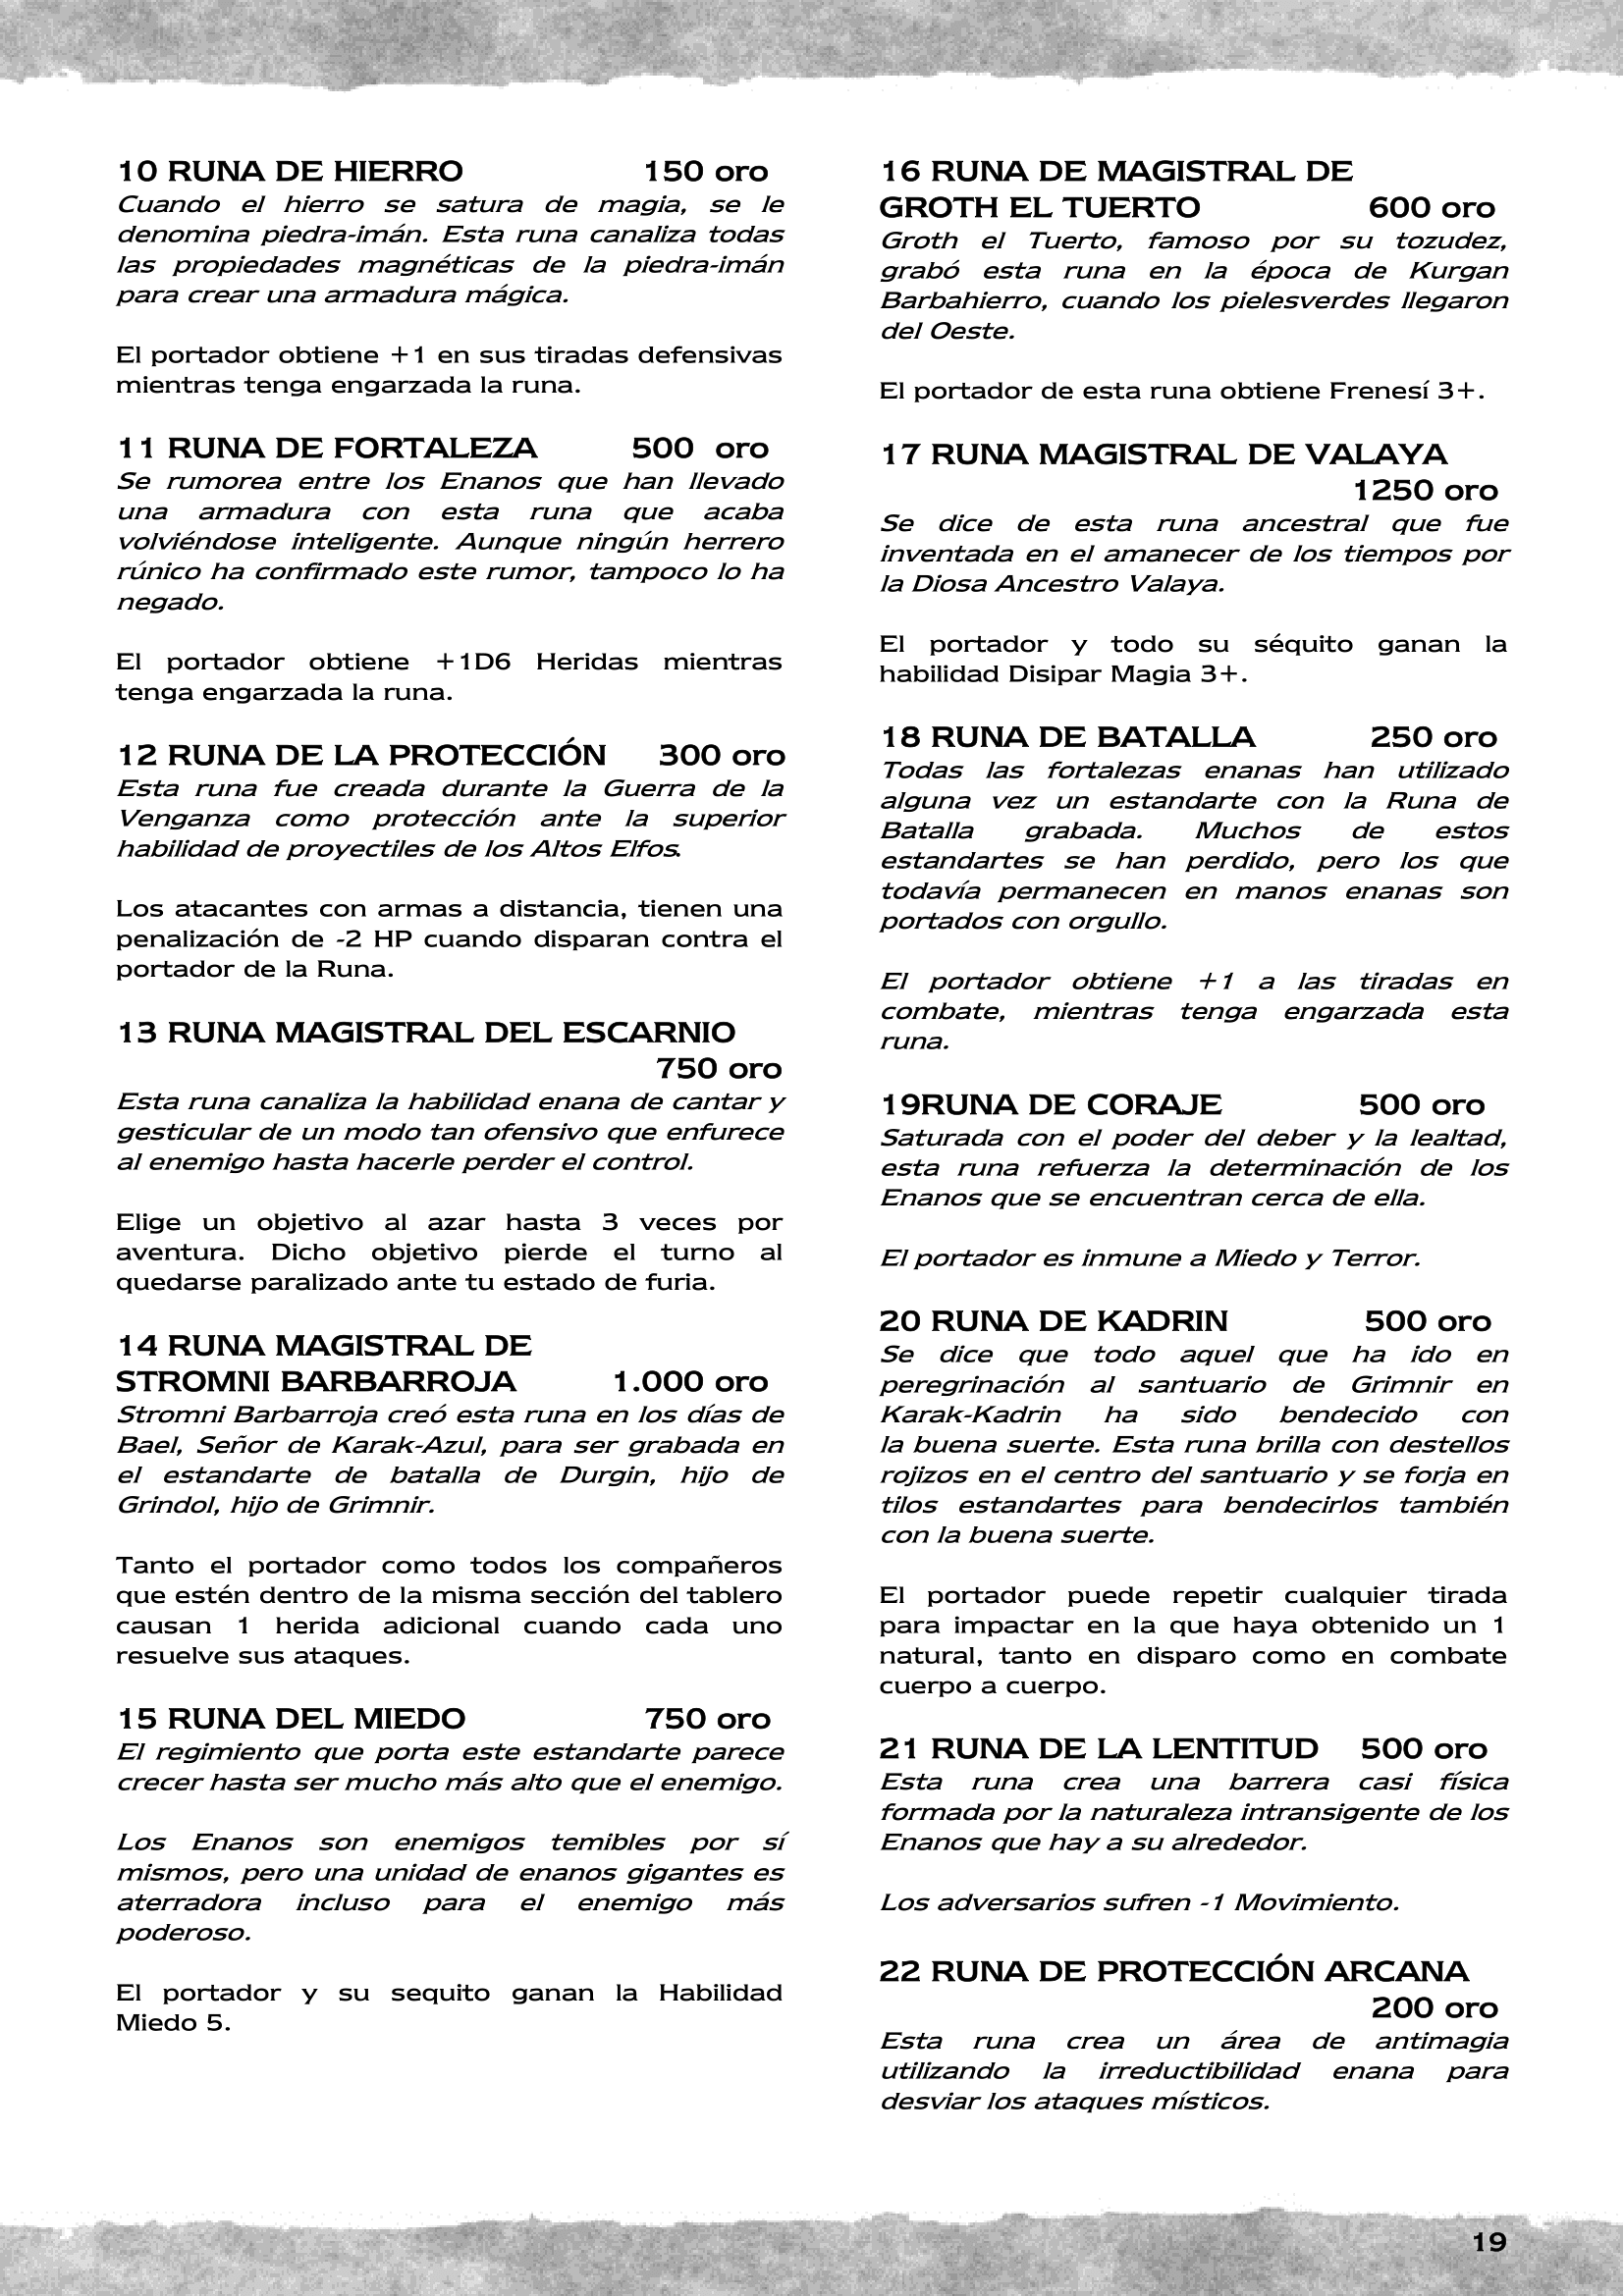 10 RUNA DE HIERRO 150 oro
Cuando el hierro se satura de magia, se le
denomina piedra-imán. Esta runa canaliza todas
las propiedades magnéticas de la piedra-imán
para crear una armadura mágica.
El portador obtiene +1 en sus tiradas defensivas
mientras tenga engarzada la runa.
11 RUNA DE FORTALEZA 500 oro
Se rumorea entre los Enanos que han llevado
una armadura con esta runa que acaba
volviéndose inteligente. Aunque ningún herrero
rúnico ha confirmado este rumor, tampoco lo ha
negado.
El portador obtiene +1D6 Heridas mientras
tenga engarzada la runa.
12 RUNA DE LA PROTECCIÓN 300 oro
Esta runa fue creada durante la Guerra de la
Venganza como protección ante la superior
habilidad de proyectiles de los Altos Elfos.
Los atacantes con armas a distancia, tienen una
penalización de -2 HP cuando disparan contra el
portador de la Runa.
13 RUNA MAGISTRAL DEL ESCARNIO
750 oro
Esta runa canaliza la habilidad enana de cantar y
gesticular de un modo tan ofensivo que enfurece
al enemigo hasta hacerle perder el control.
Elige un objetivo al azar hasta 3 veces por
aventura. Dicho objetivo pierde el turno al
quedarse paralizado ante tu estado de furia.
14 RUNA MAGISTRAL DE
STROMNI BARBARROJA 1.000 oro
Stromni Barbarroja creó esta runa en los días de
Bael, Señor de Karak-Azul, para ser grabada en
el estandarte de batalla de Durgin, hijo de
Grindol, hijo de Grimnir.
Tanto el portador como todos los compañeros
que estén dentro de la misma sección del tablero
causan 1 herida adicional cuando cada uno
resuelve sus ataques.
15 RUNA DEL MIEDO 750 oro
El regimiento que porta este estandarte parece
crecer hasta ser mucho más alto que el enemigo.
Los Enanos son enemigos temibles por sí
mismos, pero una unidad de enanos gigantes es
aterradora incluso para el enemigo más
poderoso.
El portador y su sequito ganan la Habilidad
Miedo 5.
16 RUNA DE MAGISTRAL DE
GROTH EL TUERTO 600 oro
Groth el Tuerto, famoso por su tozudez,
grabó esta runa en la época de Kurgan
Barbahierro, cuando los pielesverdes llegaron
del Oeste.
El portador de esta runa obtiene Frenesí 3+.
17 RUNA MAGISTRAL DE VALAYA
1250 oro
Se dice de esta runa ancestral que fue
inventada en el amanecer de los tiempos por
la Diosa Ancestro Valaya.
El portador y todo su séquito ganan la
habilidad Disipar Magia 3+.
18 RUNA DE BATALLA 250 oro
Todas las fortalezas enanas han utilizado
alguna vez un estandarte con la Runa de
Batalla grabada. Muchos de estos
estandartes se han perdido, pero los que
todavía permanecen en manos enanas son
portados con orgullo.
El portador obtiene +1 a las tiradas en
combate, mientras tenga engarzada esta
runa.
19RUNA DE CORAJE 500 oro
Saturada con el poder del deber y la lealtad,
esta runa refuerza la determinación de los
Enanos que se encuentran cerca de ella.
El portador es inmune a Miedo y Terror.
20 RUNA DE KADRIN 500 oro
Se dice que todo aquel que ha ido en
peregrinación al santuario de Grimnir en
Karak-Kadrin ha sido bendecido con
la buena suerte. Esta runa brilla con destellos
rojizos en el centro del santuario y se forja en
tilos estandartes para bendecirlos también
con la buena suerte.
El portador puede repetir cualquier tirada
para impactar en la que haya obtenido un 1
natural, tanto en disparo como en combate
cuerpo a cuerpo.
21 RUNA DE LA LENTITUD 500 oro
Esta runa crea una barrera casi física
formada por la naturaleza intransigente de los
Enanos que hay a su alrededor.
Los adversarios sufren -1 Movimiento.
22 RUNA DE PROTECCIÓN ARCANA
200 oro
Esta runa crea un área de antimagia
utilizando la irreductibilidad enana para
desviar los ataques místicos.
19